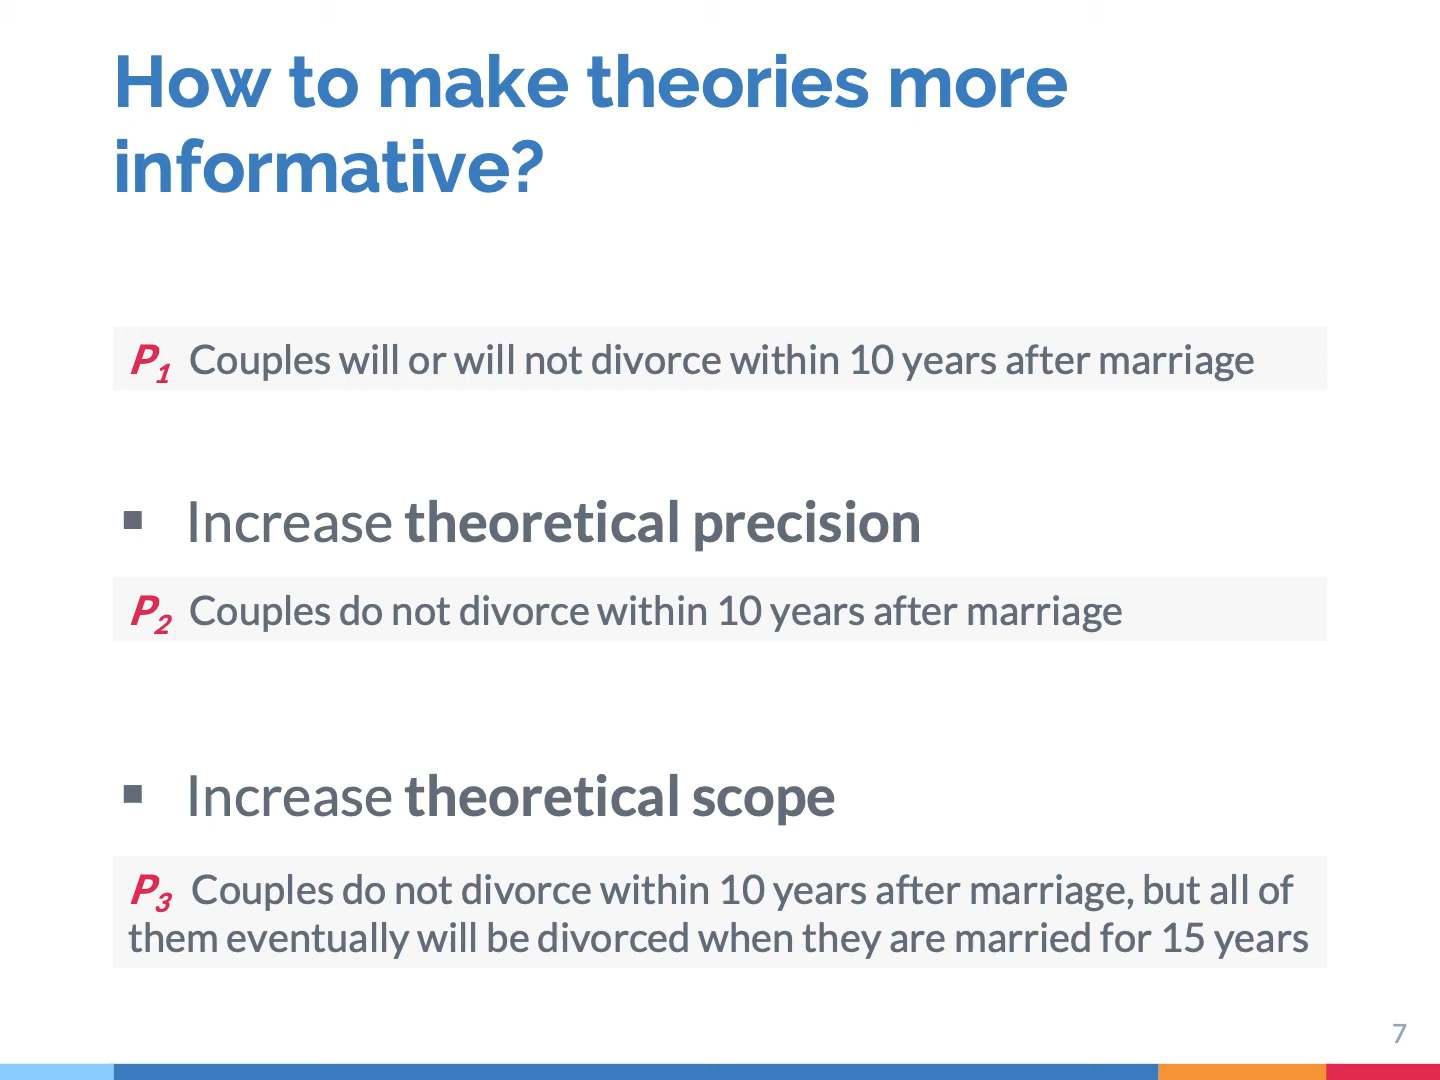 How to make theories more
informative?
P1 Couples will or will not divorce within 10 years after marriage
▪ Increase theoretical precision
P2 Couples do not divorce within 10 years after marriage
▪ Increase theoretical scope
P3 Couples do not divorce within 10 years after marriage, but all of
them eventually will be divorced when they are married for 15 years
7